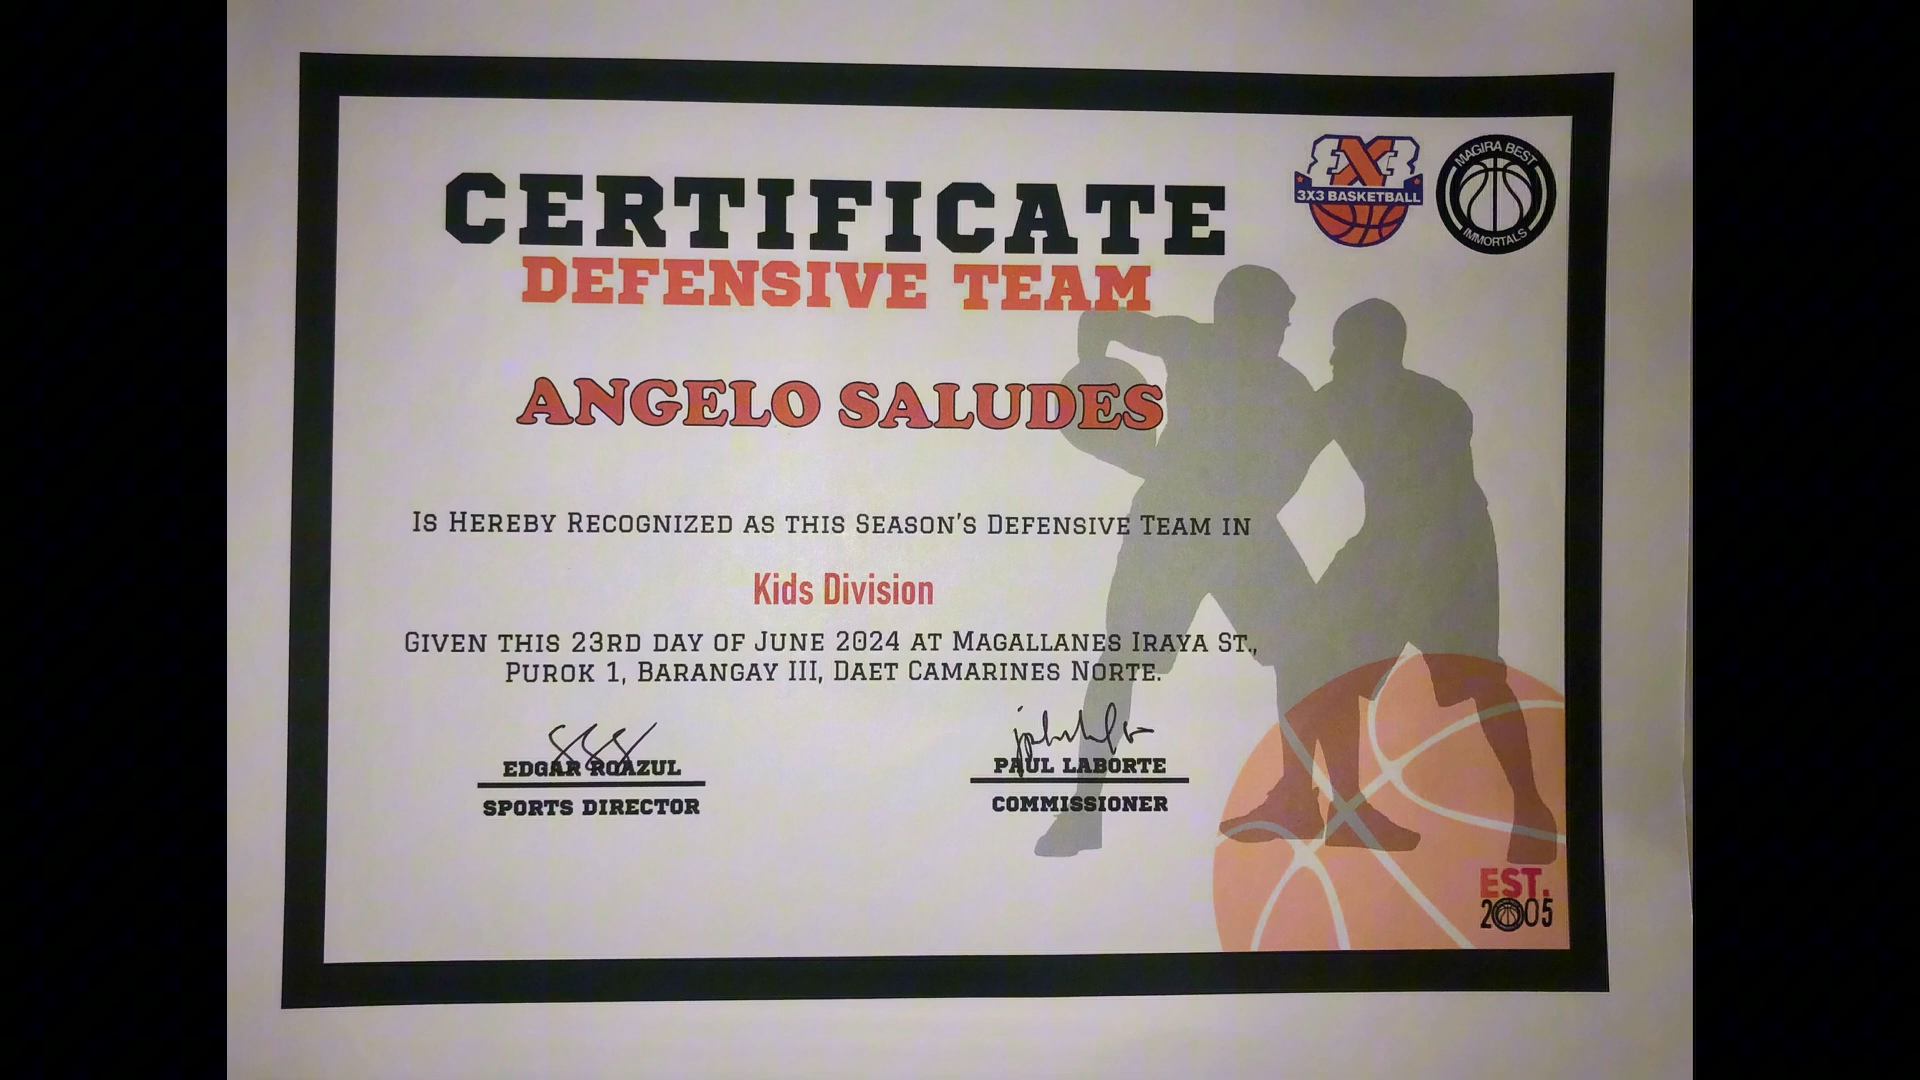 CERTIFICATE
DEFENSIVE TEAM
3X3
3X3 BASKETBALL
MAGIRA BEST
IMMORTALS
ANGELO SALUDES
IS HEREBY RECOGNIZED AS THIS SEASON'S DEFENSIVE TEAM IN
Kids Division
GIVEN THIS 23RD DAY OF JUNE 2024 AT MAGALLANES IRAYA ST.,
PUROK 1, BARANGAY III, DAET CAMARINES NORTE.
EDGAR ROAZUL
SPORTS DIRECTOR
PAUL LABORTE
COMMISSIONER
EST.
2005